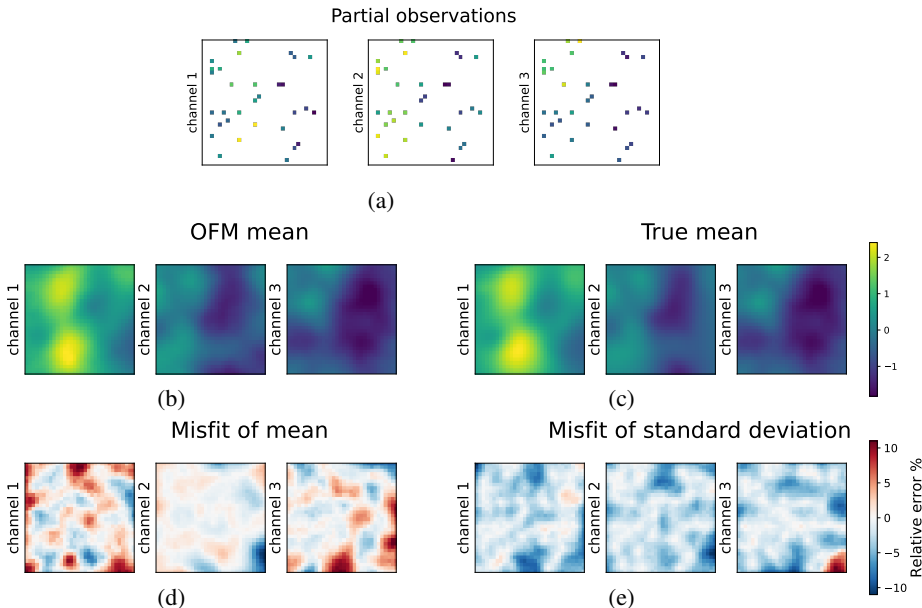 Partial observations
channel 1
channel 2
channel 3
(a)
OFM mean
True mean
channel 1
channel 2
channel 3
channel 1
channel 2
channel 3
2
1
0
−1
(b)
(c)
Misfit of mean
Misfit of standard deviation
channel 1
channel 2
channel 3
channel 1
channel 2
channel 3
10
5
0
−5
−10
Relative error %
(d)
(e)